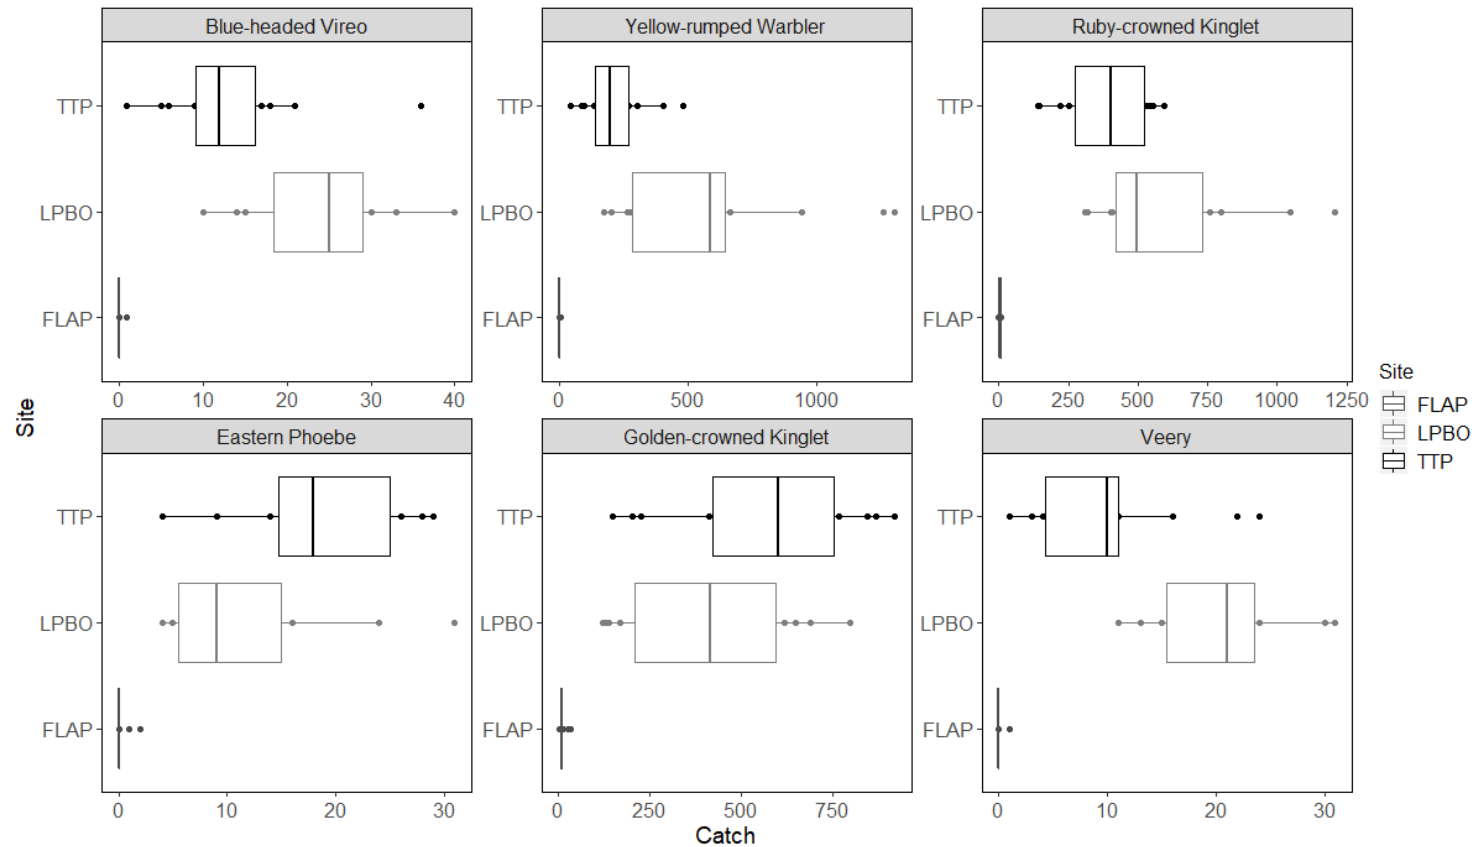 Blue-headed Vireo
Yellow-rumped Warbler
Ruby-crowned Kinglet
TTP
LPBO
FLAP
TTP
LPBO
FLAP
TTP
LPBO
FLAP
0 10 20 30 40
0 500 1000
0 250 500 750 1000 1250
Eastern Phoebe
Golden-crowned Kinglet
Veery
TTP
LPBO
FLAP
TTP
LPBO
FLAP
TTP
LPBO
FLAP
0 10 20 30
0 250 500 750
0 10 20 30
Site
Catch
Site
FLAP
LPBO
TTP